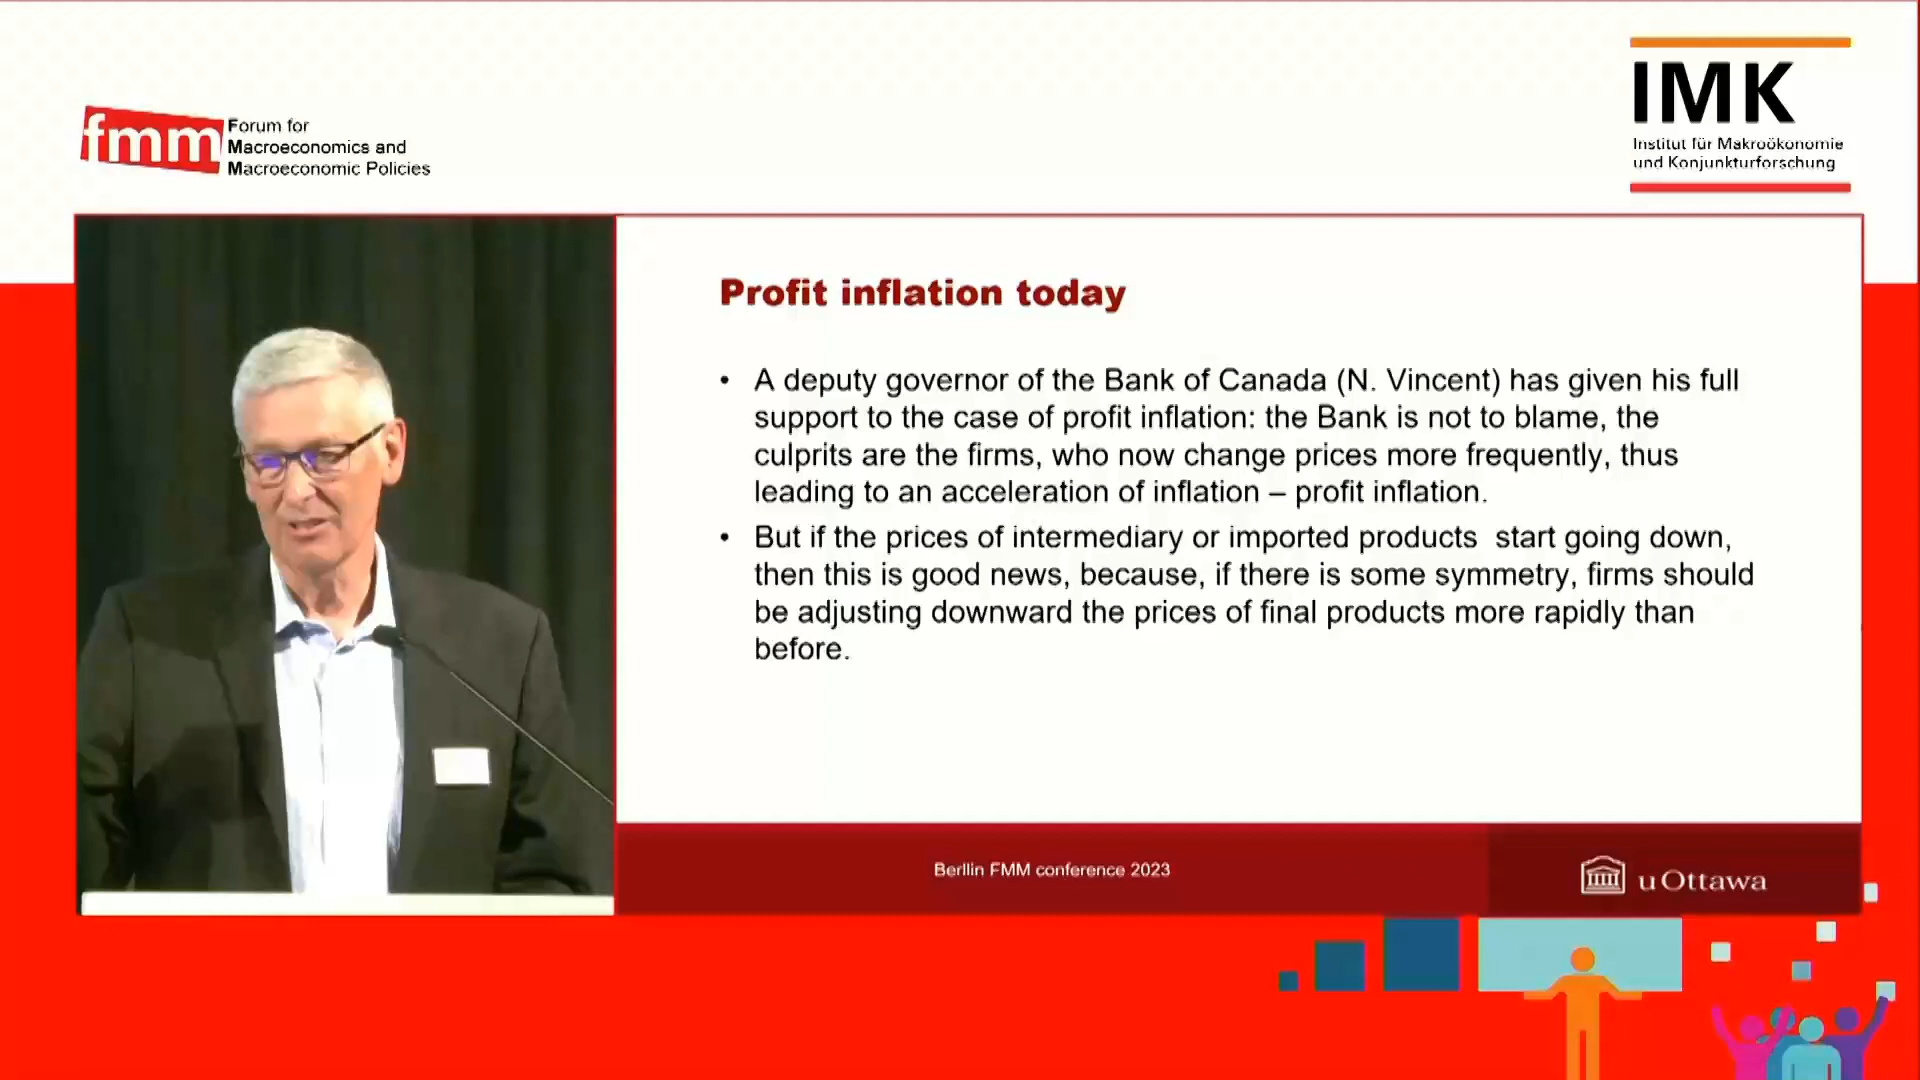 fmm
Forum for
Macroeconomics and
Macroeconomic Policies
IMK
Institut für Makroökonomie
und Konjunkturforschung
Profit inflation today
• A deputy governor of the Bank of Canada (N. Vincent) has given his full
support to the case of profit inflation: the Bank is not to blame, the
culprits are the firms, who now change prices more frequently, thus
leading to an acceleration of inflation – profit inflation.
• But if the prices of intermediary or imported products start going down,
then this is good news, because, if there is some symmetry, firms should
be adjusting downward the prices of final products more rapidly than
before.
Berllin FMM conference 2023
uOttawa